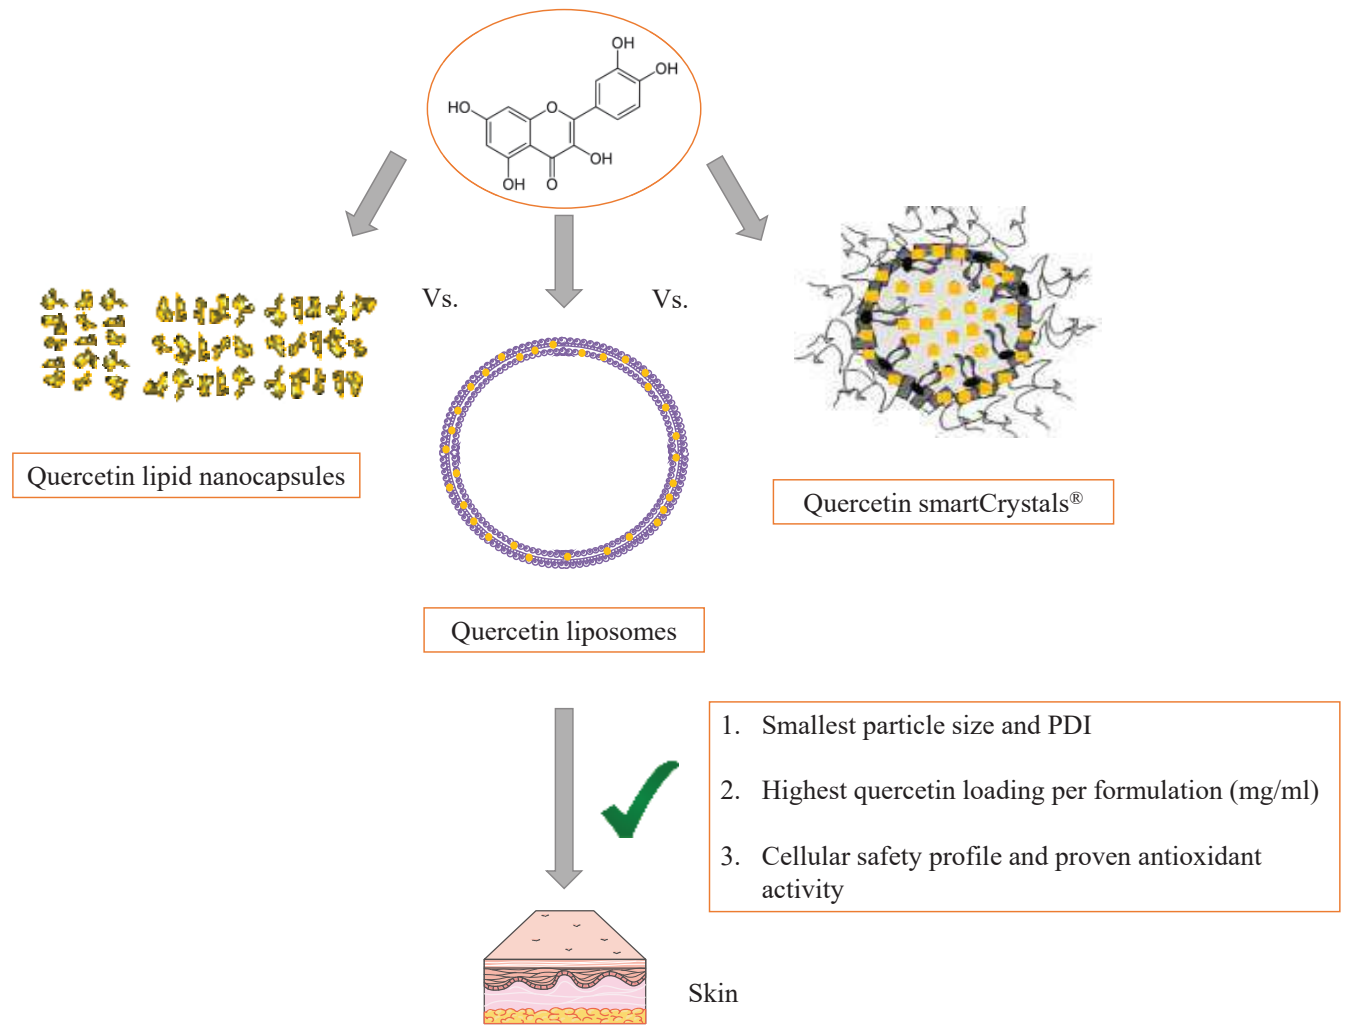 OH
OH
HO
O
OH
OH
O
Vs.
Vs.
Quercetin lipid nanocapsules
Quercetin smartCrystals®
Quercetin liposomes
1. Smallest particle size and PDI
2. Highest quercetin loading per formulation (mg/ml)
3. Cellular safety profile and proven antioxidant
activity
Skin